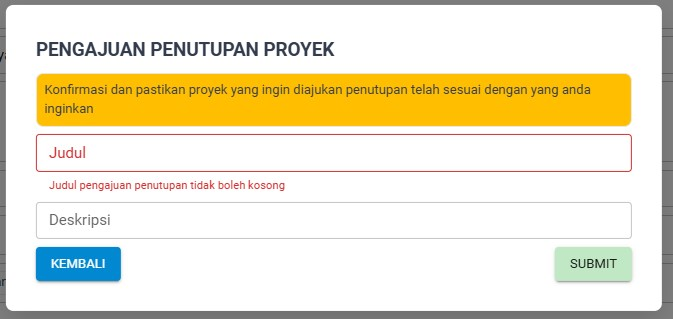 PENGAJUAN PENUTUPAN PROYEK
Konfirmasi dan pastikan proyek yang ingin diajukan penutupan telah sesuai dengan yang anda
inginkan
Judul
Judul pengajuan penutupan tidak boleh kosong
Deskripsi
KEMBALI
SUBMIT